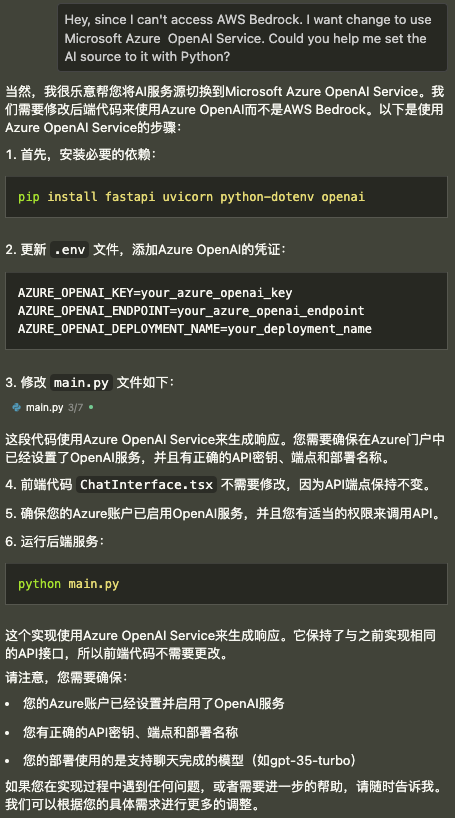 Hey, since I can't access AWS Bedrock. I want change to use
Microsoft Azure OpenAI Service. Could you help me set the
AI source to it with Python?
当然，我很乐意帮您将AI服务源切换到Microsoft Azure OpenAI Service。我
们需要修改后端代码来使用Azure OpenAI而不是AWS Bedrock。以下是使用
Azure OpenAI Service的步骤：
1. 首先，安装必要的依赖：
pip install fastapi uvicorn python-dotenv openai
2. 更新 .env 文件，添加Azure OpenAI的凭证：
AZURE_OPENAI_KEY=your_azure_openai_key
AZURE_OPENAI_ENDPOINT=your_azure_openai_endpoint
AZURE_OPENAI_DEPLOYMENT_NAME=your_deployment_name
3. 修改 main.py 文件如下：
main.py 3/7 •
这段代码使用Azure OpenAI Service来生成响应。您需要确保在Azure门户中
已经设置了OpenAI服务，并且有正确的API密钥、端点和部署名称。
4. 前端代码 ChatInterface.tsx 不需要修改，因为API端点保持不变。
5. 确保您的Azure账户已启用OpenAI服务，并且您有适当的权限来调用API。
6. 运行后端服务：
python main.py
这个实现使用Azure OpenAI Service来生成响应。它保持了与之前实现相同
的API接口，所以前端代码不需要更改。
请注意，您需要确保：
• 您的Azure账户已经设置并启用了OpenAI服务
• 您有正确的API密钥、端点和部署名称
• 您的部署使用的是支持聊天完成的模型（如gpt-35-turbo）
如果您在实现过程中遇到任何问题，或者需要进一步的帮助，请随时告诉我。
我们可以根据您的具体需求进行更多的调整。